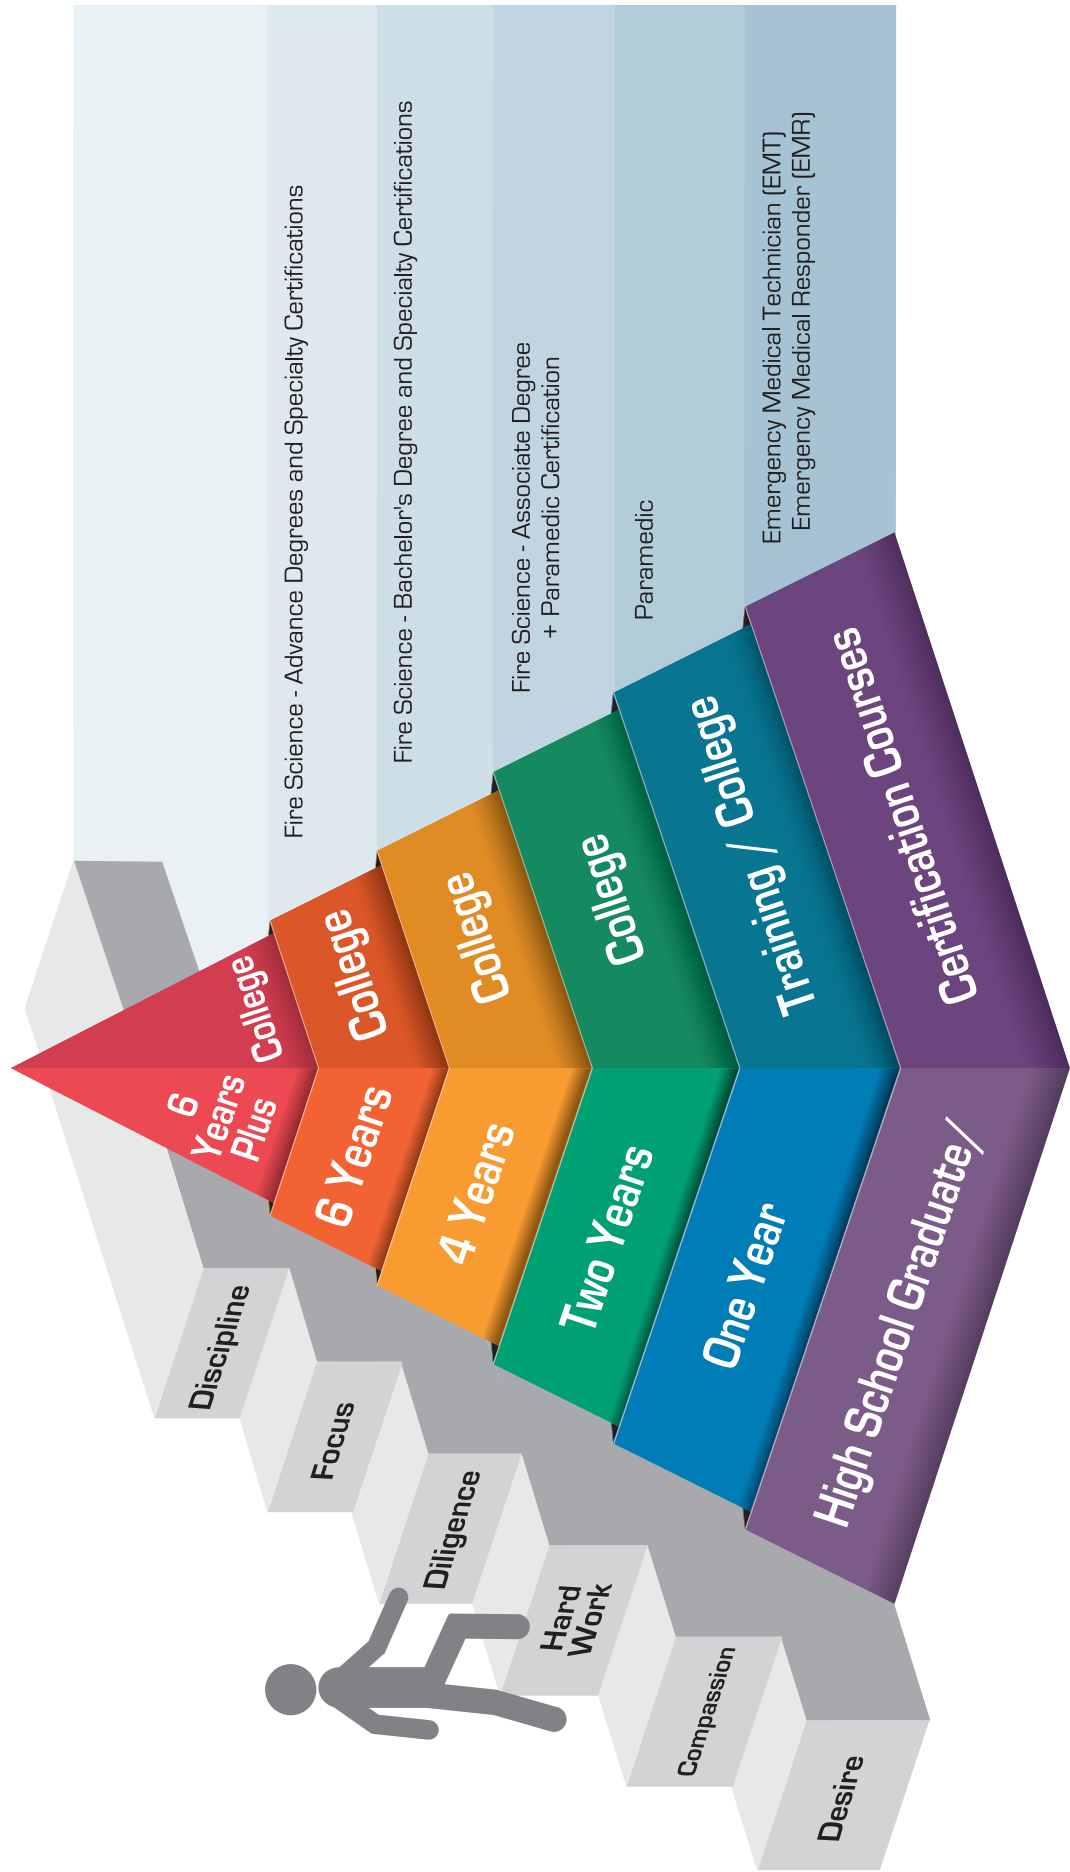 6
Years
Plus
College
Fire Science - Advance Degrees and Specialty Certifications
6 Years
College
Fire Science - Bachelor's Degree and Specialty Certifications
4 Years
College
Fire Science - Associate Degree
+ Paramedic Certification
Two Years
College
Paramedic
One Year
Training / College
Emergency Medical Technician (EMT)
Emergency Medical Responder (EMR)
High School Graduate/
Certification Courses
Discipline
Focus
Diligence
Hard
Work
Compassion
Desire